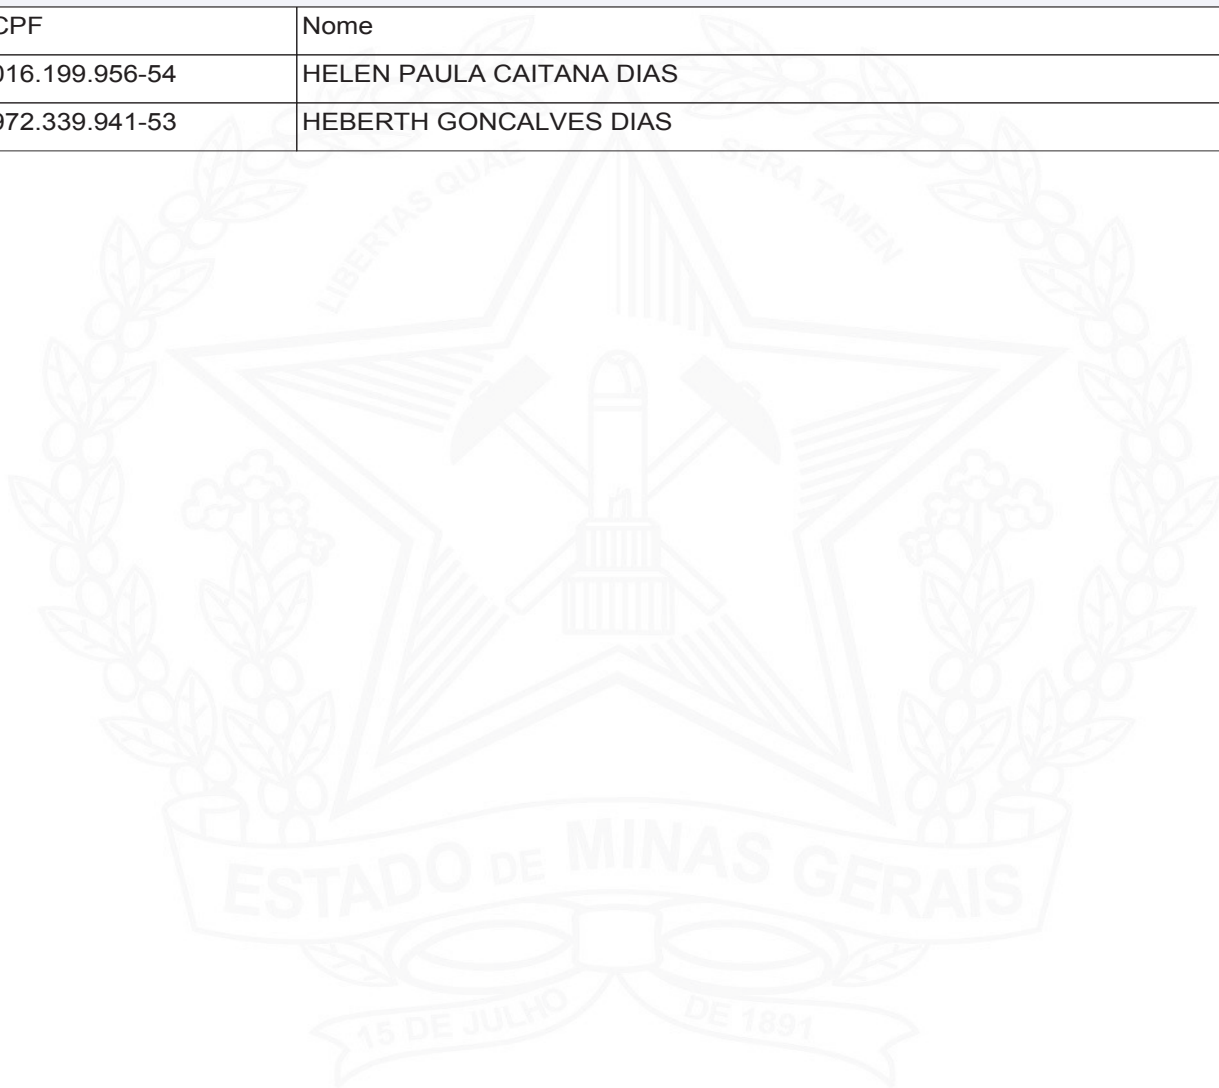 CPF Nome
016.199.956-54 HELEN PAULA CAITANA DIAS
972.339.941-53 HEBERTH GONCALVES DIAS
LIBERTAS QUAE SERA TAMEN
ESTADO DE MINAS GERAIS
15 DE JULHO DE 1891